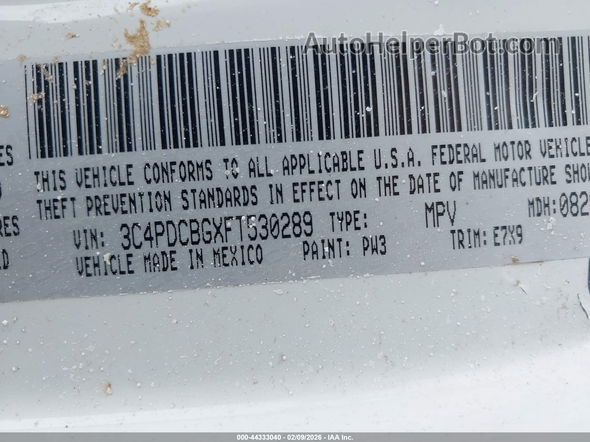 AutoHelperBot.com
ES
THIS VEHICLE CONFORMS TO ALL APPLICABLE U.S.A. FEDERAL MOTOR VEHICLE
THEFT PREVENTION STANDARDS IN EFFECT ON THE DATE OF MANUFACTURE SHO
RES
VIN: 3C4PDCBGXFT530289 TYPE: MPV MDH:082
VEHICLE MADE IN MEXICO PAINT: PW3 TRIM: E7X9
000-44333040 - 02/09/2026 - IAA Inc.